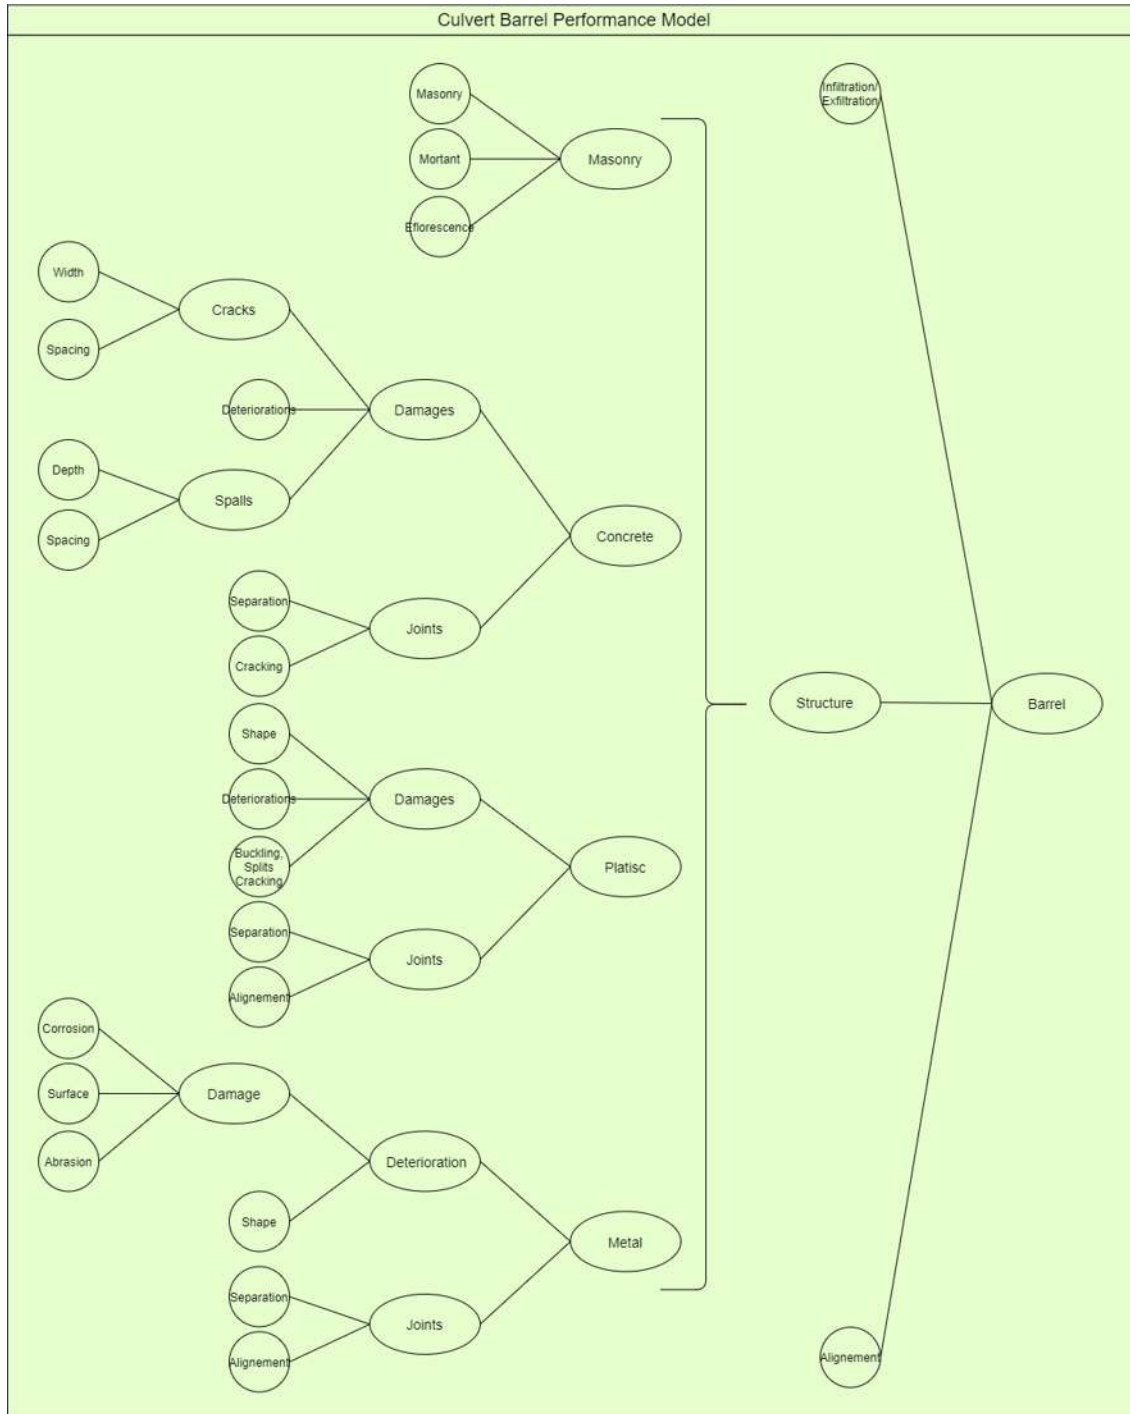 Culvert Barrel Performance Model
Masonry
Infiltration/
Exfiltration
Mortant
Masonry
Eflorescence
Width
Cracks
Spacing
Deteriorations
Damages
Depth
Spalls
Spacing
Concrete
Separation
Joints
Cracking
Structure
Barrel
Shape
Deteriorations
Damages
Buckling,
Splits
Cracking
Platisc
Separation
Joints
Alignement
Corrosion
Surface
Damage
Abrasion
Deterioration
Shape
Metal
Separation
Joints
Alignement
Alignement